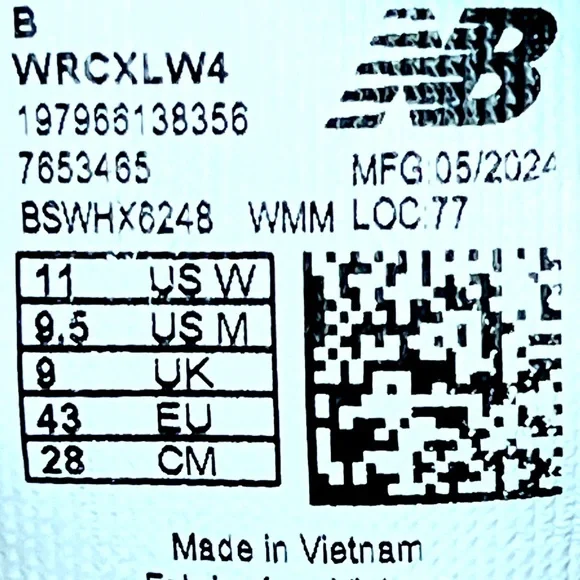 B
WRCXLW4
NB
197966138356
7653465 MFG:05/2024
BSWHX6248 WMM LOC:77
11 US W
9.5 US M
9 UK
43 EU
28 CM
Made in Vietnam